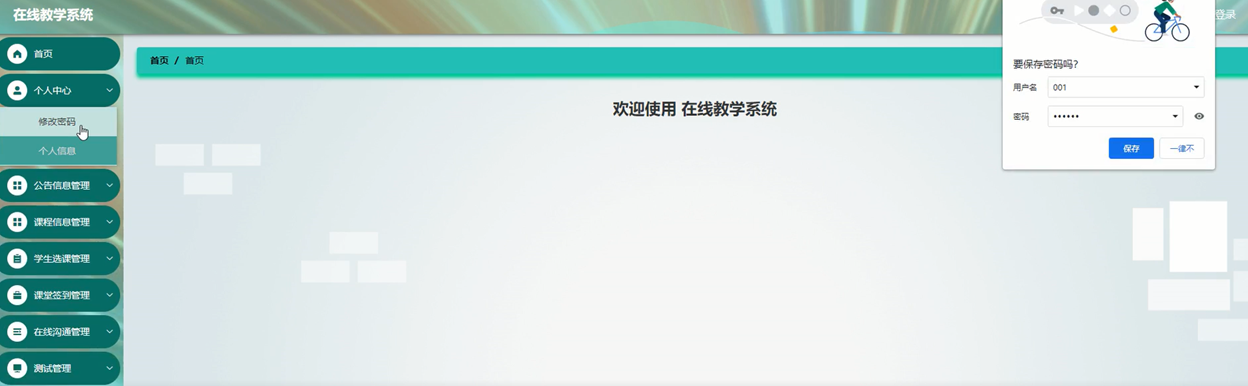 在线教学系统
登录
首页
个人中心
修改密码
个人信息
公告信息管理
课程信息管理
学生选课管理
课堂签到管理
在线沟通管理
测试管理
首页 / 首页
欢迎使用 在线教学系统
要保存密码吗?
用户名 001
密码 ••••••
保存 一律不